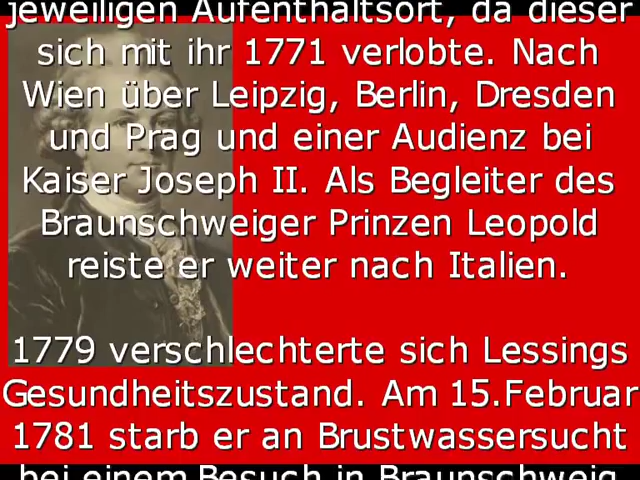 jeweiligen Aufenthaltsort, da dieser
sich mit ihr 1771 verlobte. Nach
Wien über Leipzig, Berlin, Dresden
und Prag und einer Audienz bei
Kaiser Joseph II. Als Begleiter des
Braunschweiger Prinzen Leopold
reiste er weiter nach Italien.
1779 verschlechterte sich Lessings
Gesundheitszustand. Am 15.Februar
1781 starb er an Brustwassersucht
bei einem Besuch in Braunschweig